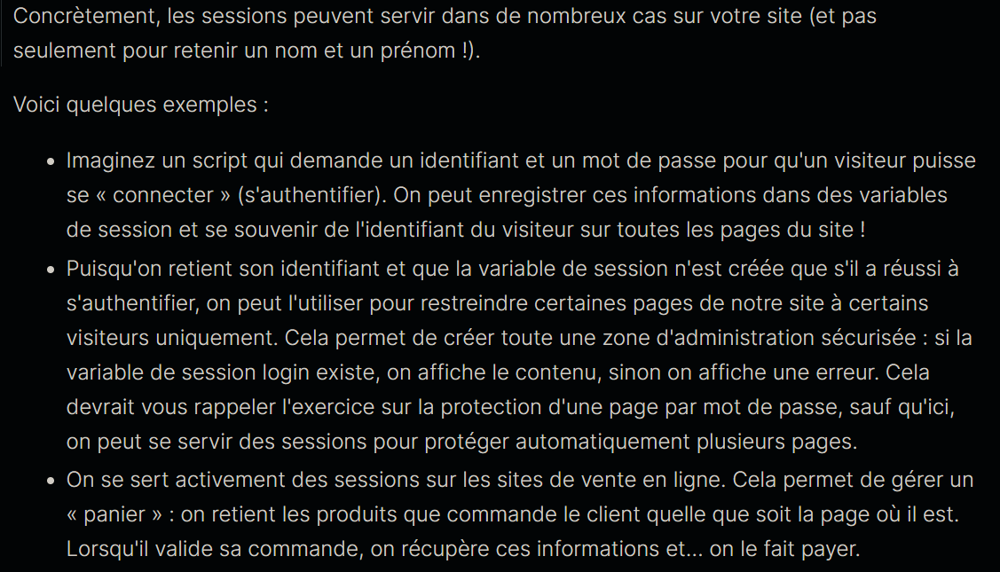 Concrètement, les sessions peuvent servir dans de nombreux cas sur votre site (et pas
seulement pour retenir un nom et un prénom !).
Voici quelques exemples :
• Imaginez un script qui demande un identifiant et un mot de passe pour qu'un visiteur puisse
se « connecter » (s'authentifier). On peut enregistrer ces informations dans des variables
de session et se souvenir de l'identifiant du visiteur sur toutes les pages du site !
• Puisqu'on retient son identifiant et que la variable de session n'est créée que s'il a réussi à
s'authentifier, on peut l'utiliser pour restreindre certaines pages de notre site à certains
visiteurs uniquement. Cela permet de créer toute une zone d'administration sécurisée : si la
variable de session login existe, on affiche le contenu, sinon on affiche une erreur. Cela
devrait vous rappeler l'exercice sur la protection d'une page par mot de passe, sauf qu'ici,
on peut se servir des sessions pour protéger automatiquement plusieurs pages.
• On se sert activement des sessions sur les sites de vente en ligne. Cela permet de gérer un
« panier » : on retient les produits que commande le client quelle que soit la page où il est.
Lorsqu'il valide sa commande, on récupère ces informations et... on le fait payer.